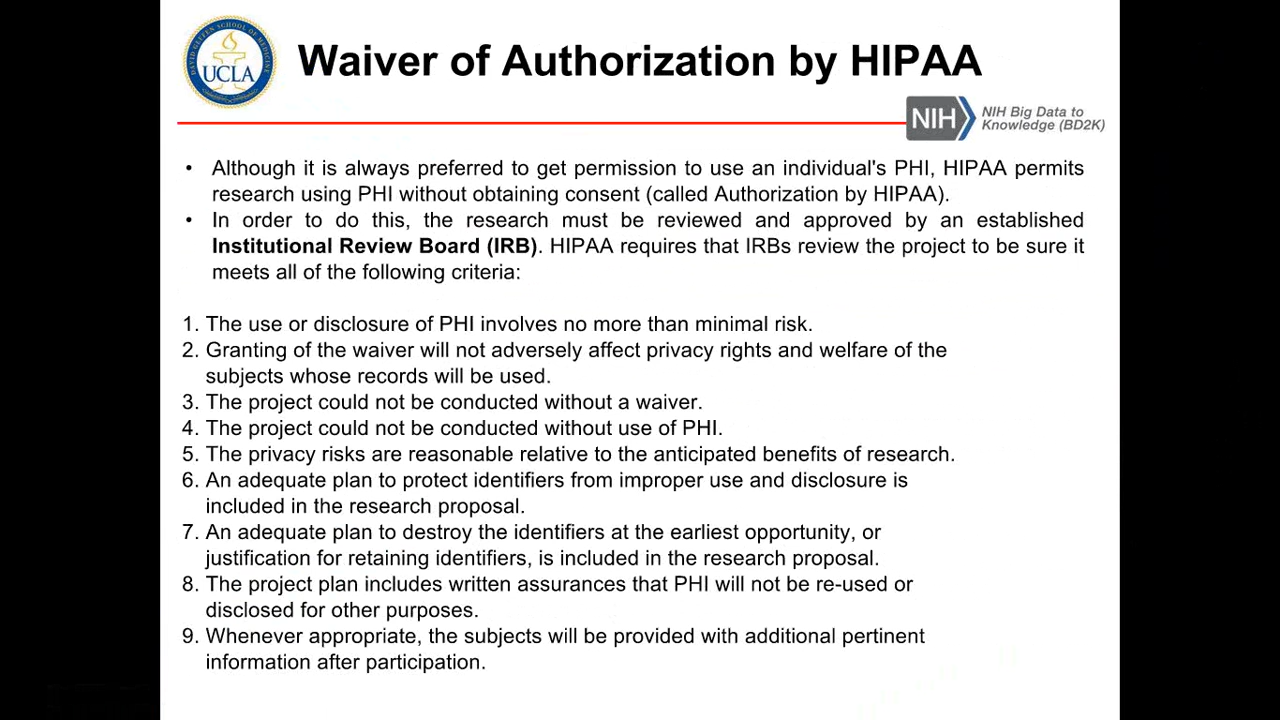 DAVID GEFFEN SCHOOL OF MEDICINE
UCLA
Waiver of Authorization by HIPAA
NIH
NIH Big Data to
Knowledge (BD2K)
• Although it is always preferred to get permission to use an individual's PHI, HIPAA permits
research using PHI without obtaining consent (called Authorization by HIPAA).
• In order to do this, the research must be reviewed and approved by an established
Institutional Review Board (IRB). HIPAA requires that IRBs review the project to be sure it
meets all of the following criteria:
1. The use or disclosure of PHI involves no more than minimal risk.
2. Granting of the waiver will not adversely affect privacy rights and welfare of the
subjects whose records will be used.
3. The project could not be conducted without a waiver.
4. The project could not be conducted without use of PHI.
5. The privacy risks are reasonable relative to the anticipated benefits of research.
6. An adequate plan to protect identifiers from improper use and disclosure is
included in the research proposal.
7. An adequate plan to destroy the identifiers at the earliest opportunity, or
justification for retaining identifiers, is included in the research proposal.
8. The project plan includes written assurances that PHI will not be re-used or
disclosed for other purposes.
9. Whenever appropriate, the subjects will be provided with additional pertinent
information after participation.